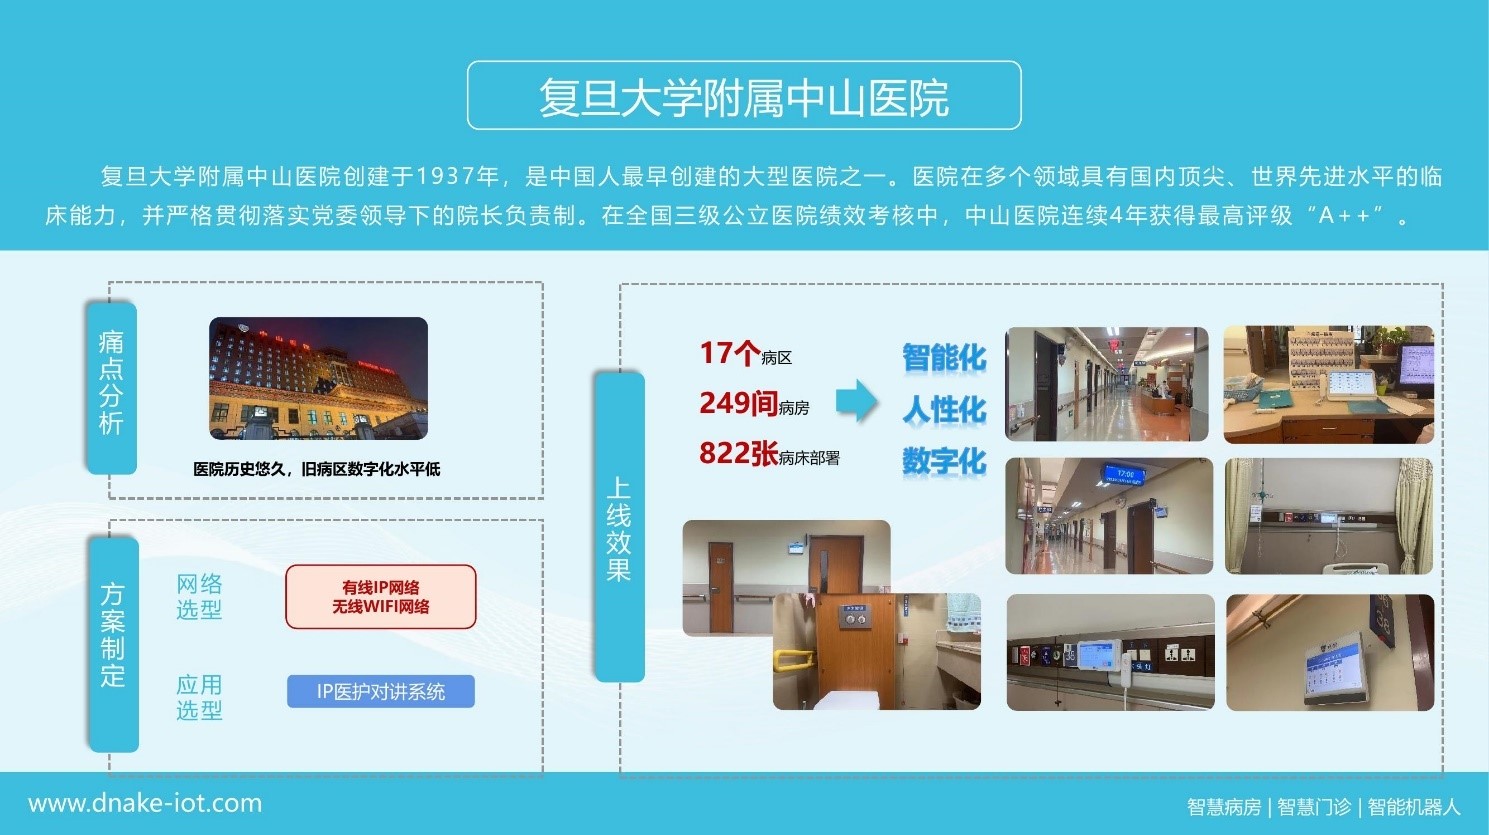 复旦大学附属中山医院
复旦大学附属中山医院创建于1937年，是中国人最早创建的大型医院之一。医院在多个领域具有国内顶尖、世界先进水平的临
床能力，并严格贯彻落实党委领导下的院长负责制。在全国三级公立医院绩效考核中，中山医院连续4年获得最高评级“A++”。
痛点分析
中山医院
医院历史悠久，旧病区数字化水平低
方案制定
网络
选型
有线IP网络
无线WIFI网络
应用
选型
IP医护对讲系统
上线效果
17个病区
249间病房
822张病床部署
智能化
人性化
数字化
17:00
38
www.dnake-iot.com
智慧病房 | 智慧门诊 | 智能机器人